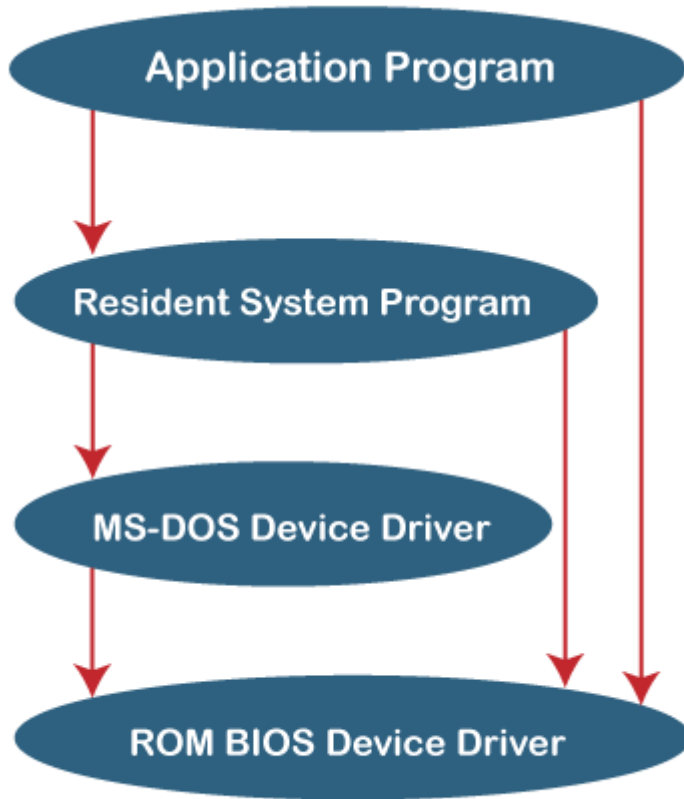 Application Program
Resident System Program
MS-DOS Device Driver
ROM BIOS Device Driver